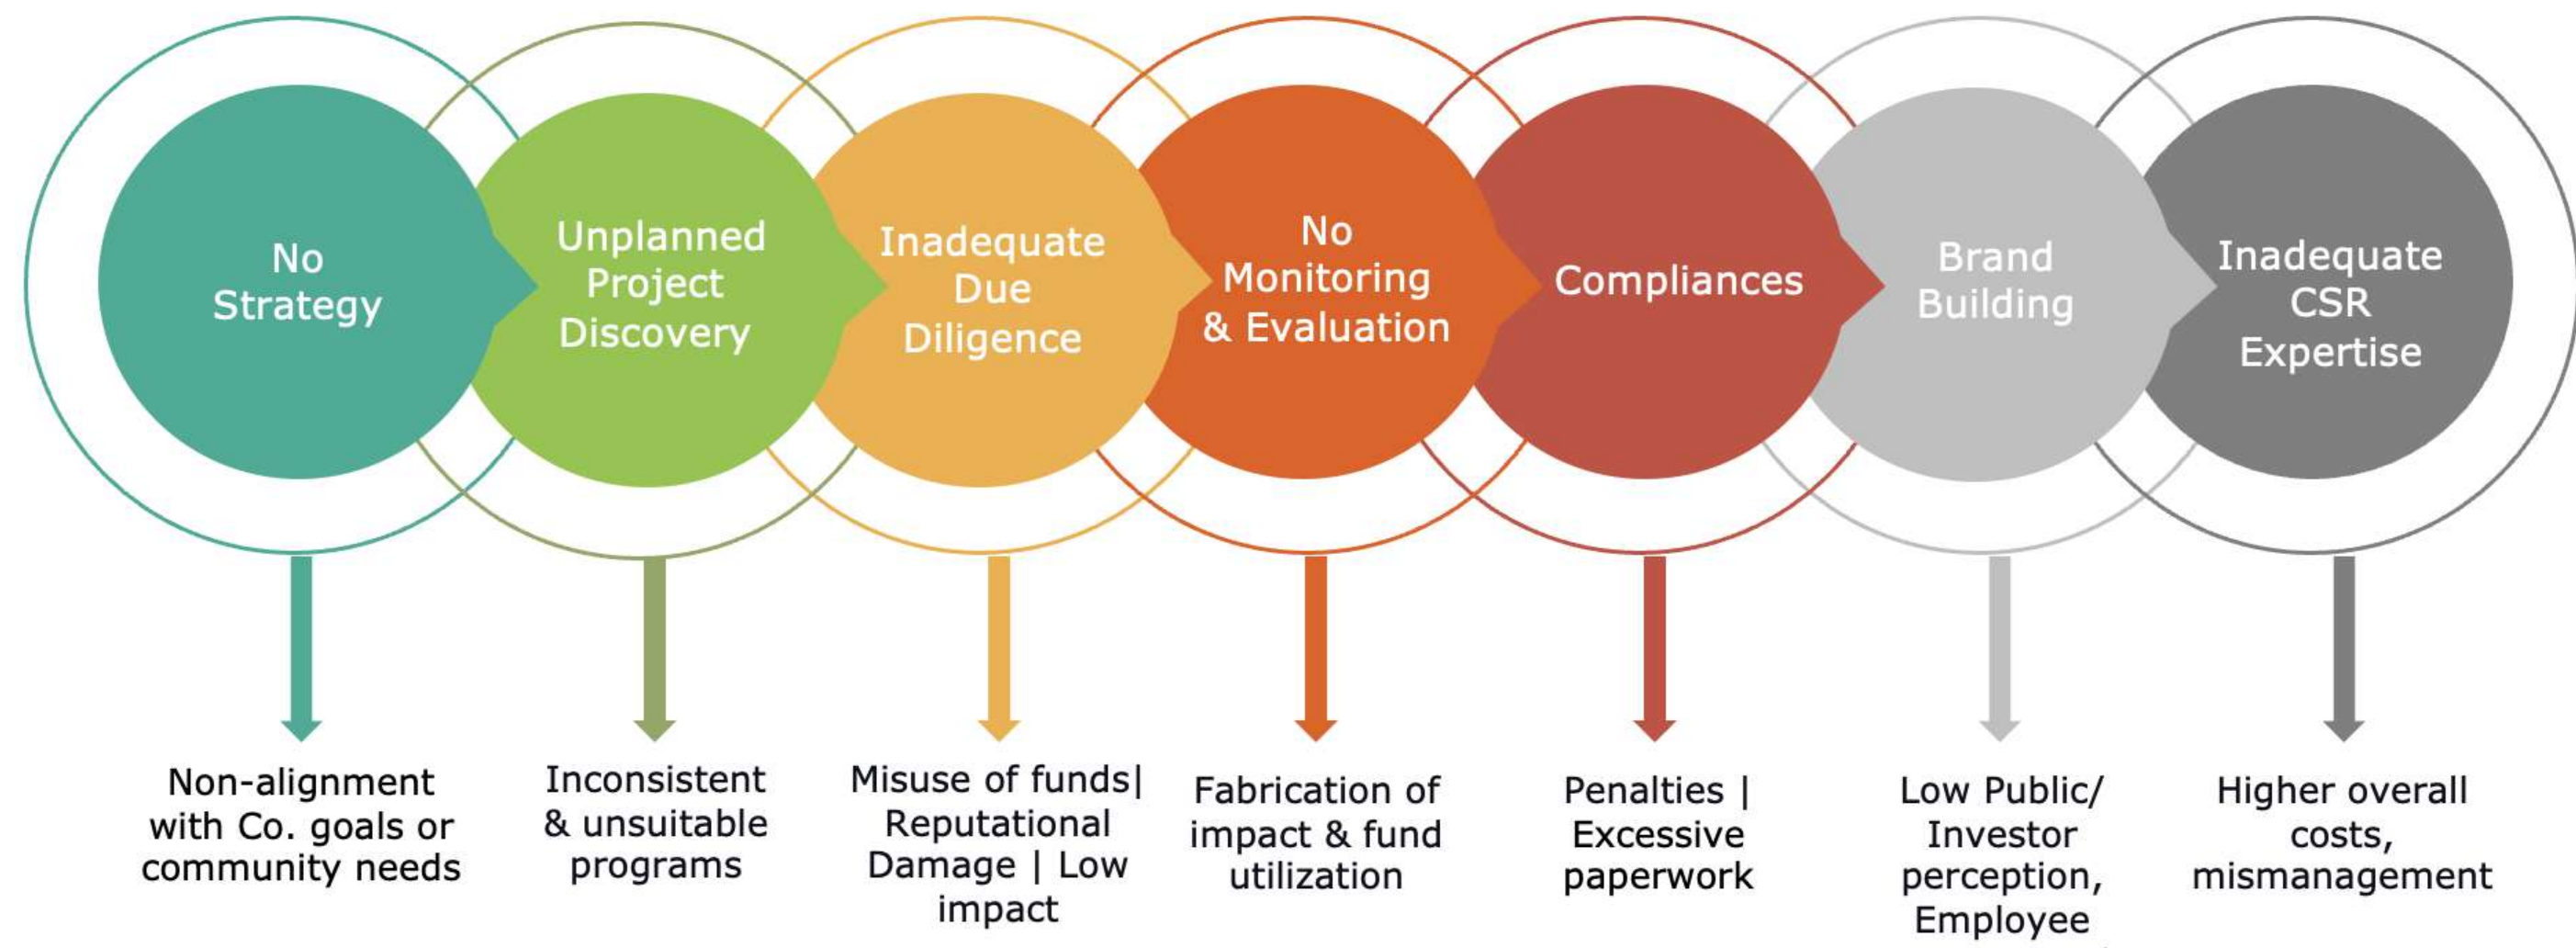 No
Strategy
Unplanned
Project
Discovery
Inadequate
Due
Diligence
No
Monitoring
& Evaluation
Compliances
Brand
Building
Inadequate
CSR
Expertise
Non-alignment
with Co. goals or
community needs
Inconsistent
& unsuitable
programs
Misuse of funds|
Reputational
Damage | Low
impact
Fabrication of
impact & fund
utilization
Penalties |
Excessive
paperwork
Low Public/
Investor
perception,
Employee
Higher overall
costs,
mismanagement